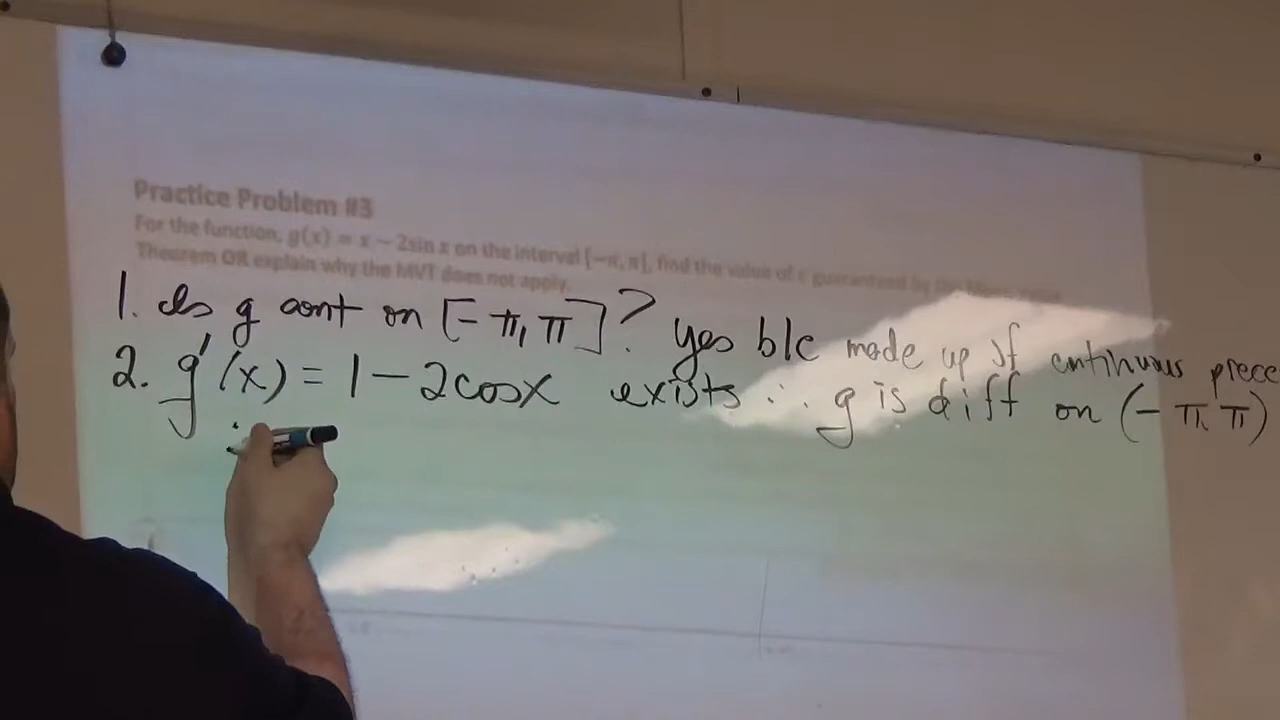 Practice Problem #3
For the function, g(x) = x − 2sin x on the interval [−π, π], find the value of c guaranteed by the Mean Value
Theorem OR explain why the MVT does not apply.
1. Is g cont on [-π, π]? yes b/c made up of continuous piece
2. g'(x) = 1 - 2cosx exists ∴ g is diff on (-π, π)
∴